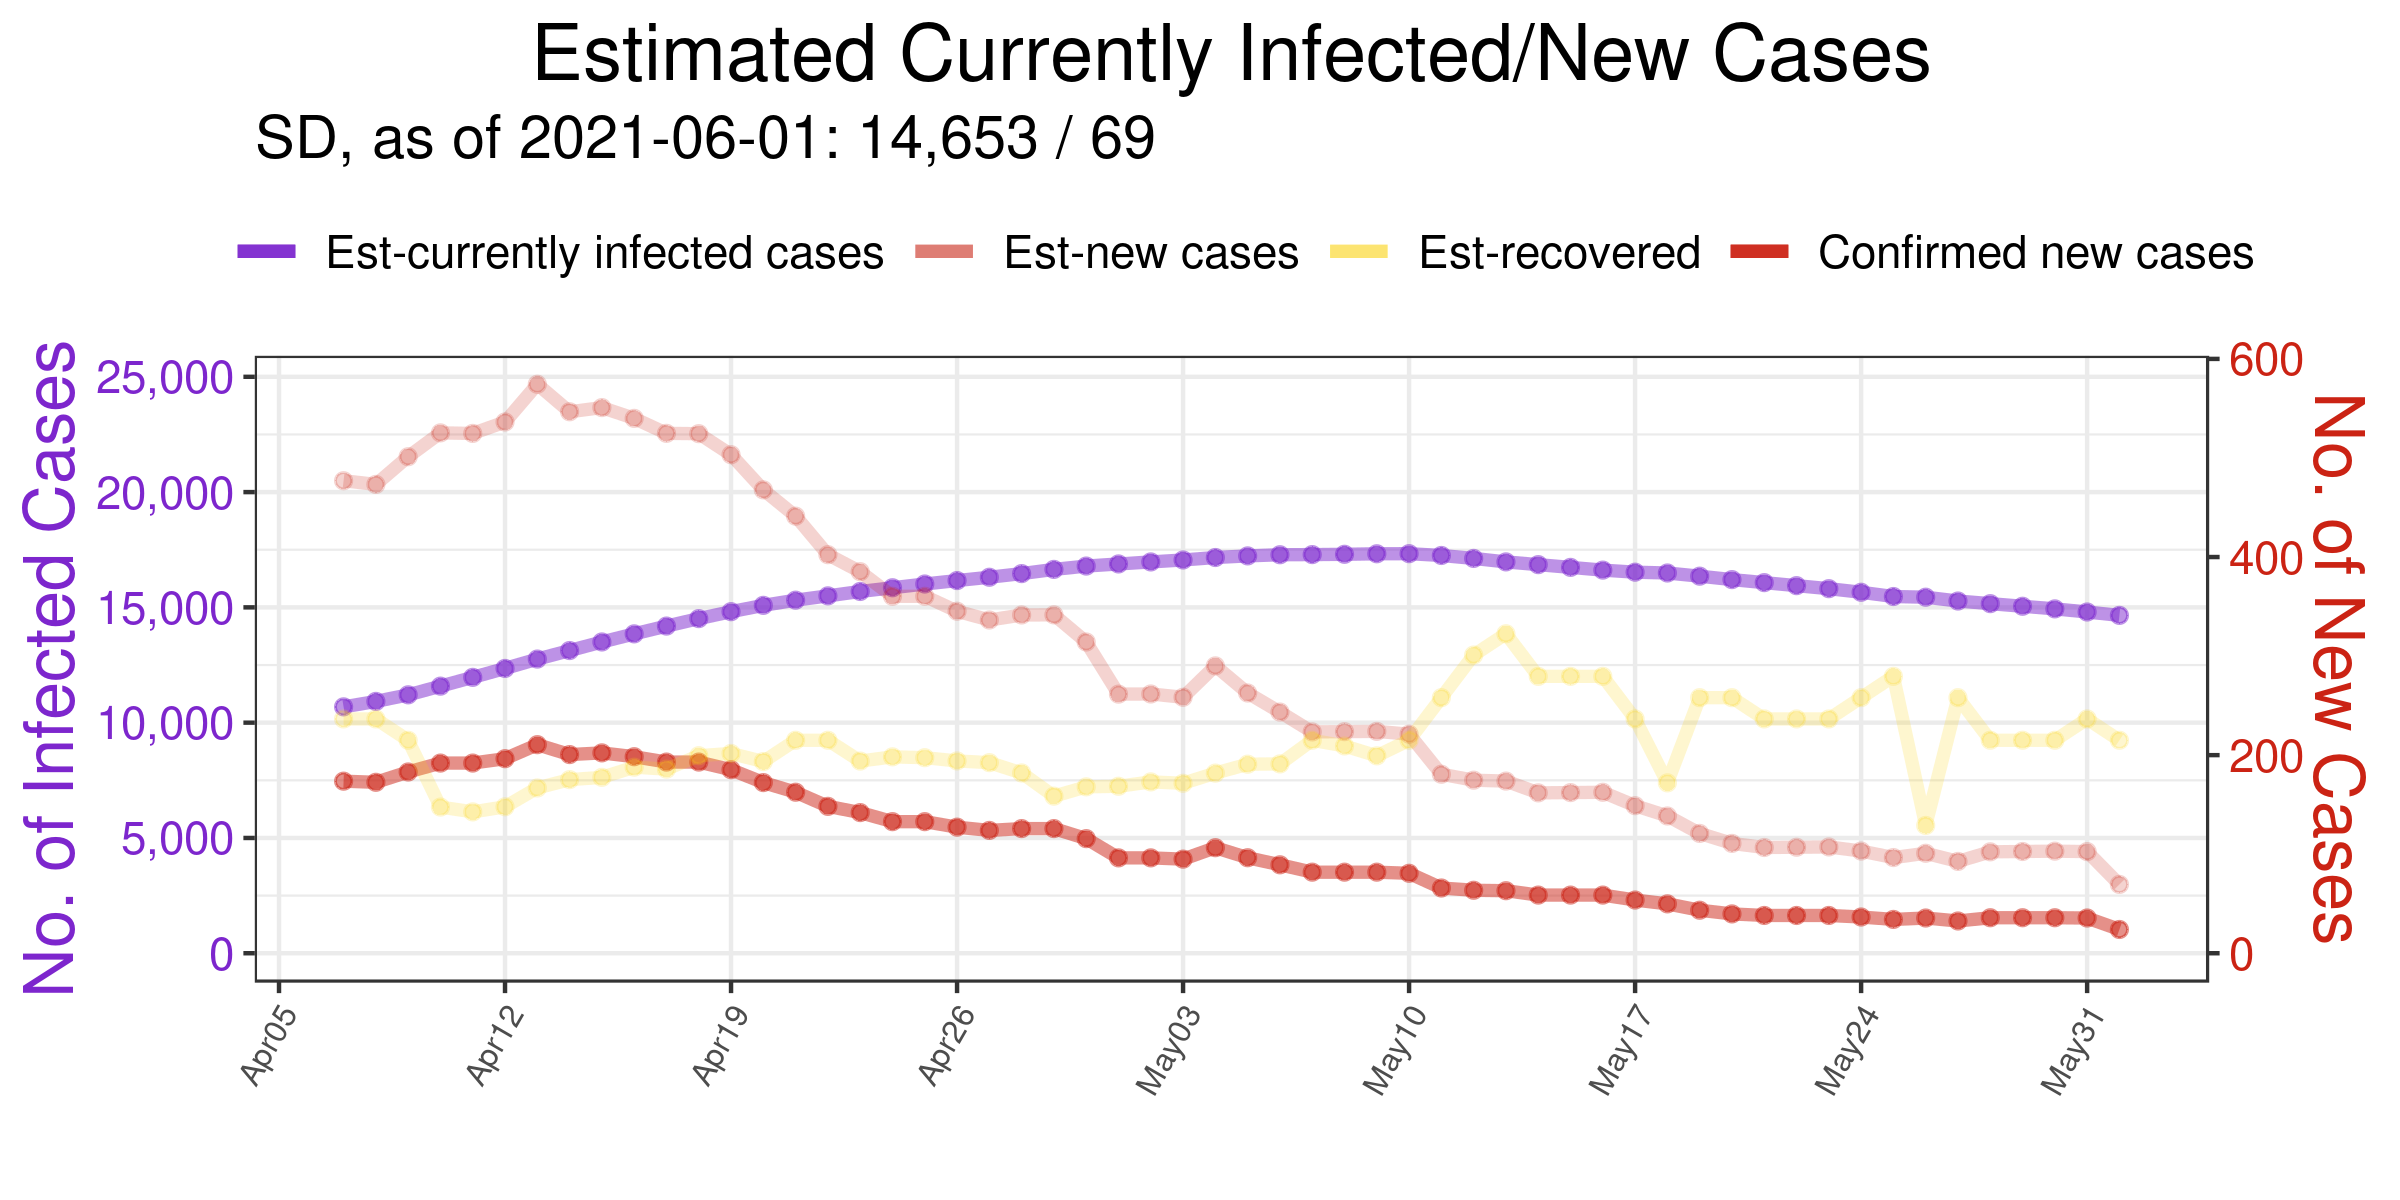 Estimated Currently Infected/New Cases
SD, as of 2021-06-01: 14,653 / 69
Est-currently infected cases Est-new cases Est-recovered Confirmed new cases
No. of Infected Cases
25,000
20,000
15,000
10,000
5,000
0
600
400
200
0
No. of New Cases
Apr05 Apr12 Apr19 Apr26 May03 May10 May17 May24 May31